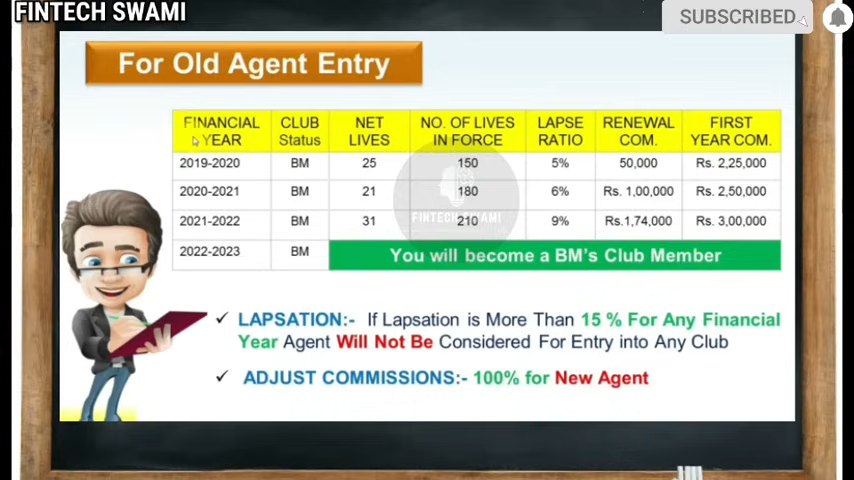 FINTECH SWAMI
SUBSCRIBED
For Old Agent Entry
FINANCIAL YEAR CLUB Status NET LIVES NO. OF LIVES IN FORCE LAPSE RATIO RENEWAL COM. FIRST YEAR COM.
2019-2020 BM 25 150 5% 50,000 Rs. 2,25,000
2020-2021 BM 21 180 6% Rs. 1,00,000 Rs. 2,50,000
FINTECH SWAMI
2021-2022 BM 31 210 9% Rs.1,74,000 Rs. 3,00,000
2022-2023 BM You will become a BM's Club Member
LAPSATION:- If Lapsation is More Than 15 % For Any Financial
Year Agent Will Not Be Considered For Entry into Any Club
ADJUST COMMISSIONS:- 100% for New Agent